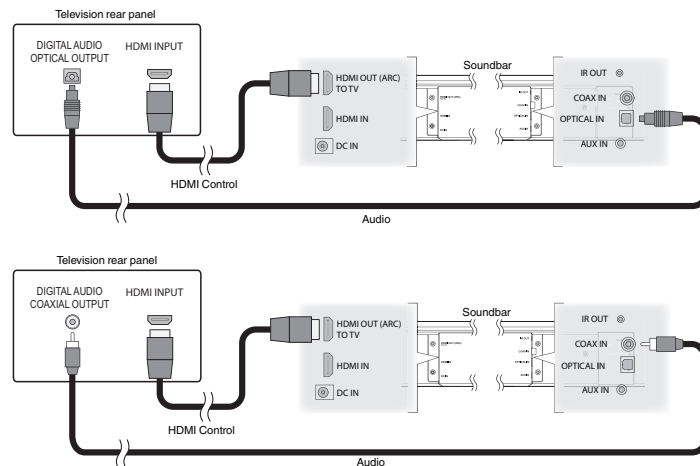 Television rear panel
DIGITAL AUDIO
OPTICAL OUTPUT
HDMI INPUT
HDMI OUT (ARC)
TO TV
HDMI IN
DC IN
Soundbar
IR OUT
COAX IN
OPTICAL IN
AUX IN
HDMI Control
Audio
Television rear panel
DIGITAL AUDIO
COAXIAL OUTPUT
HDMI INPUT
HDMI OUT (ARC)
TO TV
HDMI IN
DC IN
Soundbar
IR OUT
COAX IN
OPTICAL IN
AUX IN
HDMI Control
Audio